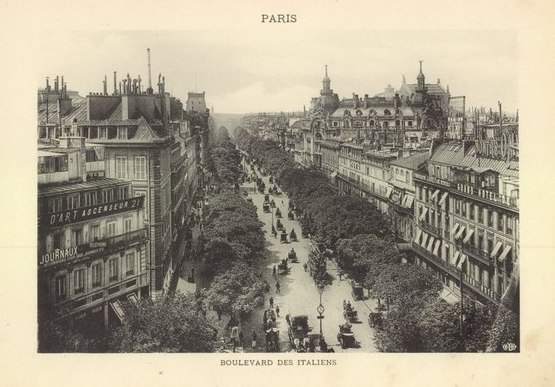 PARIS
D'ART ASCENSEUR 21
JOURNAUX
BOULEVARD DES ITALIENS